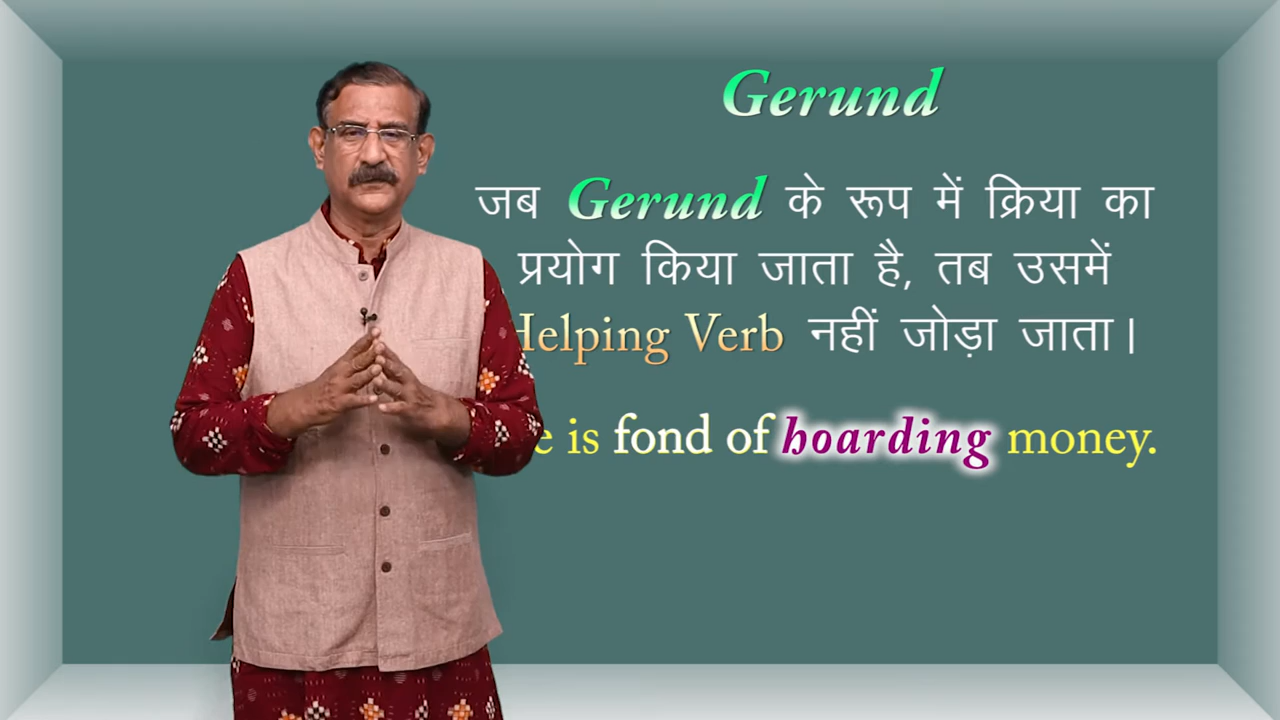 Gerund
जब Gerund के रूप में क्रिया का
प्रयोग किया जाता है, तब उसमें
Helping Verb नहीं जोड़ा जाता।
is fond of hoarding money.